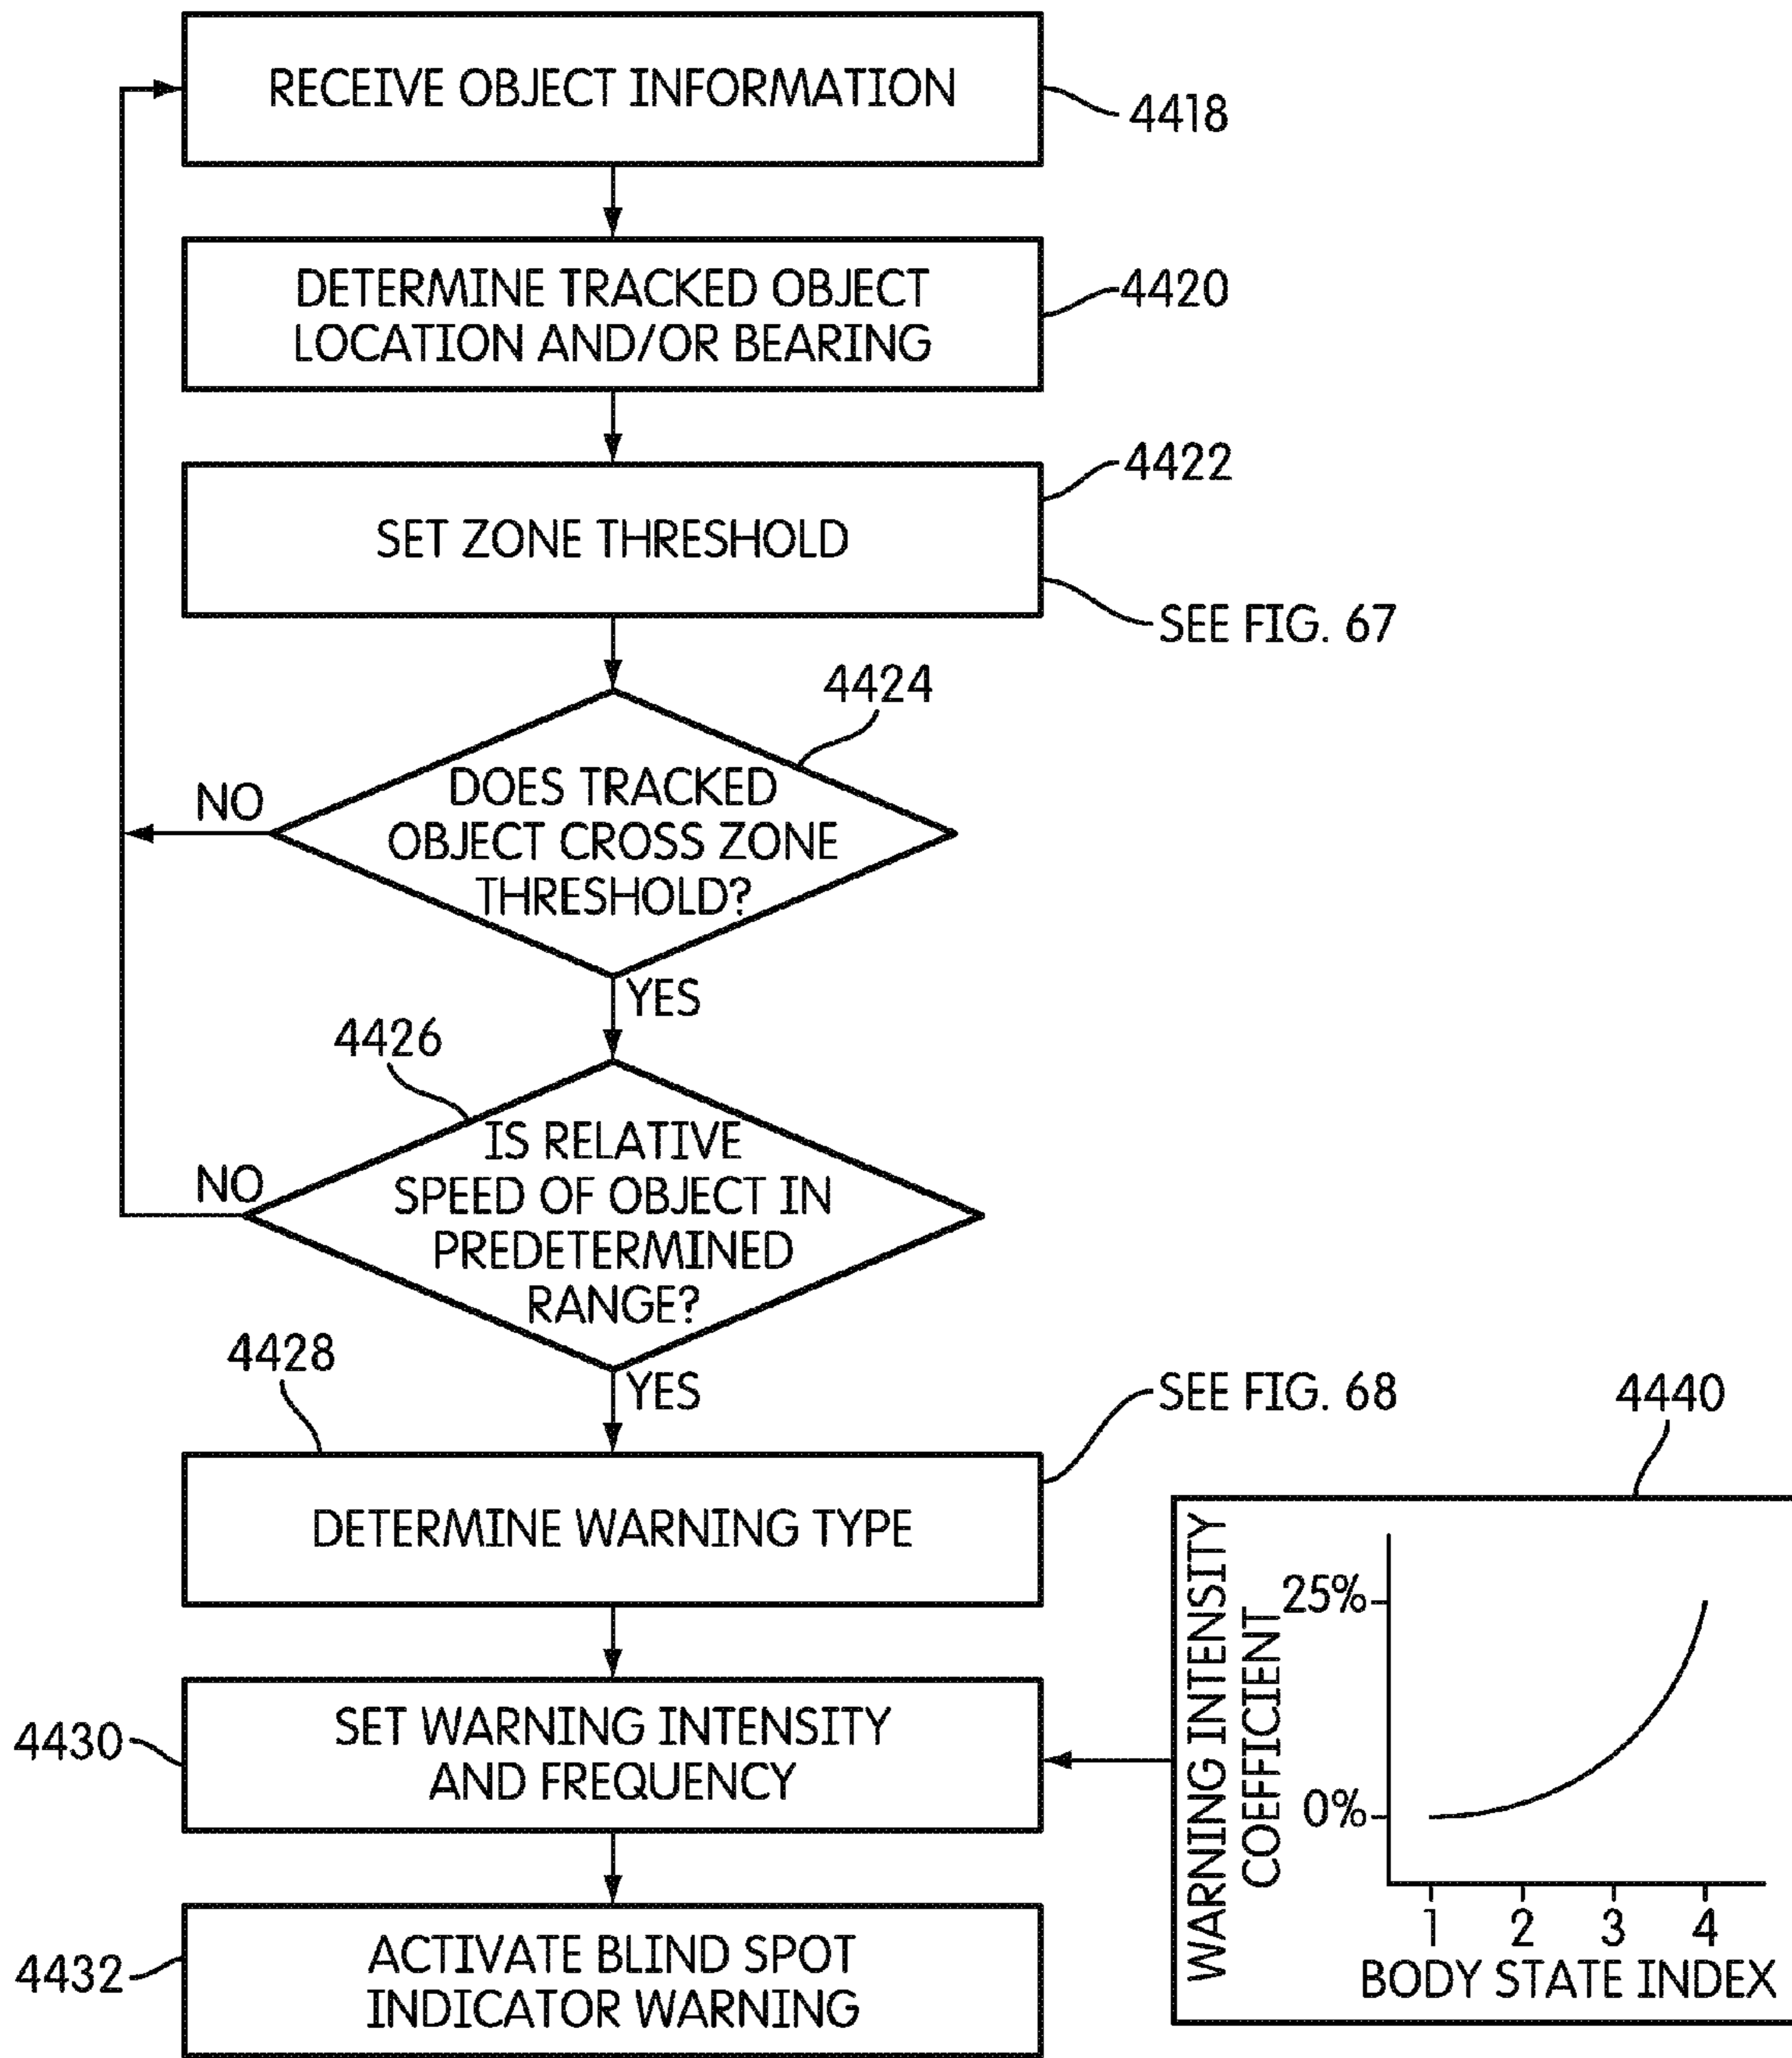 RECEIVE OBJECT INFORMATION
4418
DETERMINE TRACKED OBJECT
LOCATION AND/OR BEARING
4420
4422
SET ZONE THRESHOLD
SEE FIG. 67
4424
DOES TRACKED
OBJECT CROSS ZONE
THRESHOLD?
NO
YES
4426
IS RELATIVE
SPEED OF OBJECT IN
PREDETERMINED
RANGE?
NO
YES
4428
SEE FIG. 68
DETERMINE WARNING TYPE
4440
WARNING INTENSITY
COEFFICIENT
25%
0%
1 2 3 4
BODY STATE INDEX
SET WARNING INTENSITY
AND FREQUENCY
4430
ACTIVATE BLIND SPOT
INDICATOR WARNING
4432